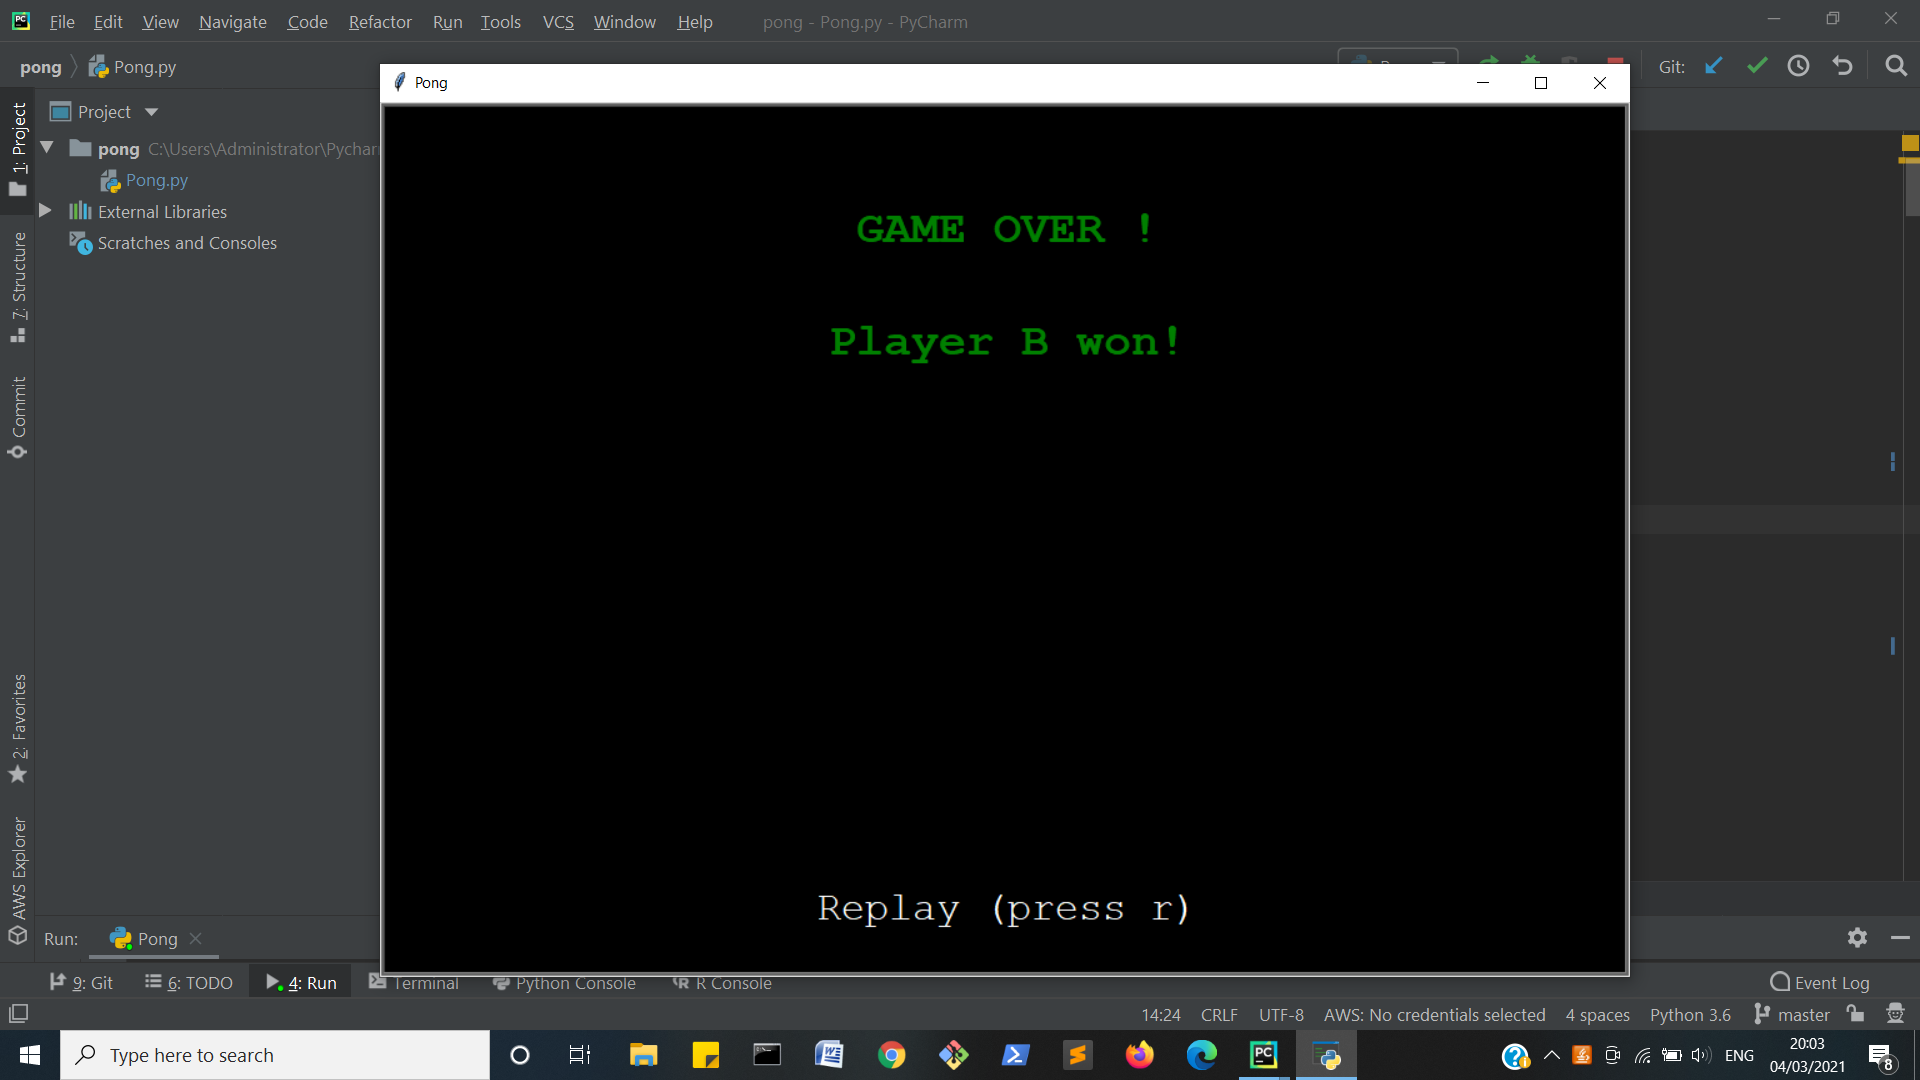 File Edit View Navigate Code Refactor Run Tools VCS Window Help pong - Pong.py - PyCharm
pong Pong.py
Git:
Pong
Project
pong C:\Users\Administrator\Pychar
Pong.py
External Libraries
Scratches and Consoles
1: Project
7: Structure
Commit
2: Favorites
AWS Explorer
GAME OVER !
Player B won!
Replay (press r)
Run: Pong
9: Git 6: TODO 4: Run Terminal Python Console R Console Event Log
14:24 CRLF UTF-8 AWS: No credentials selected 4 spaces Python 3.6 master
Type here to search
PC
ENG
20:03
04/03/2021
8